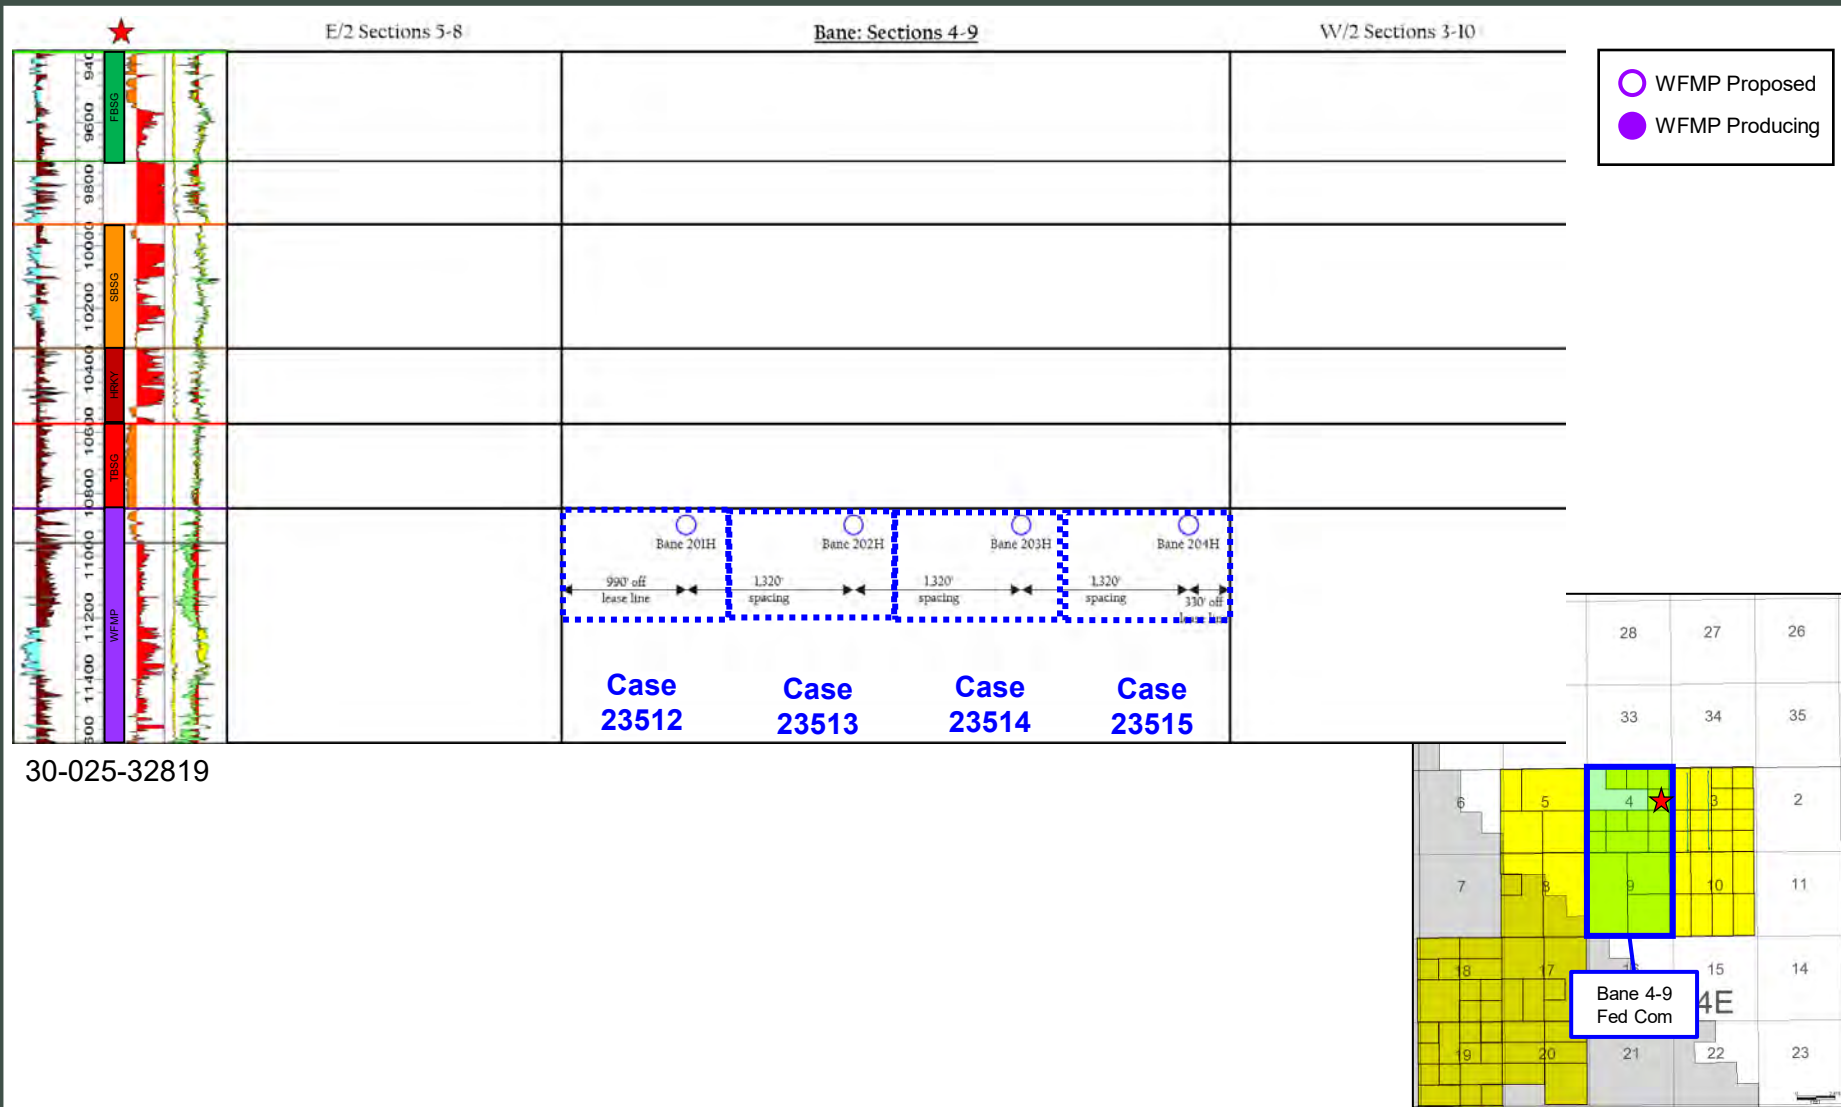 E/2 Sections 5-8
Bane: Sections 4-9
W/2 Sections 3-10
WFMP Proposed
WFMP Producing
940
9600
9800
10000
10200
10400
10600
10800
11000
11200
11400
600
FBSG
SBSG
HRKY
TBSG
WFMP
Bane 201H
Bane 202H
Bane 203H
Bane 204H
990' off
lease line
1,320'
spacing
1,320'
spacing
1,320'
spacing
330' off
lease line
Case
23512
Case
23513
Case
23514
Case
23515
30-025-32819
28
27
26
33
34
35
6
5
4
3
2
7
8
9
10
11
18
17
16
15
14
4E
Bane 4-9
Fed Com
19
20
21
22
23